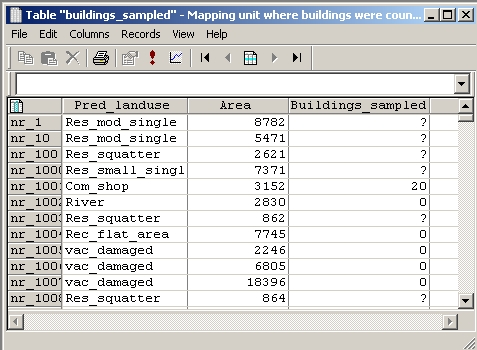 Table "buildings_sampled" - Mapping unit where buildings were coun...
File Edit Columns Records View Help
Pred_landuse Area Buildings_sampled
nr_1 Res_mod_single 8782 ?
nr_10 Res_mod_single 5471 ?
nr_100 Res_squatter 2621 ?
nr_100 Res_small_singl 7371 ?
nr_1001 Com_shop 3152 20
nr_1002 River 2830 0
nr_1003 Res_squatter 862 ?
nr_1004 Rec_flat_area 7745 0
nr_1005 vac_damaged 2246 0
nr_1006 vac_damaged 6805 0
nr_1007 vac_damaged 18396 0
nr_1008 Res_squatter 864 ?